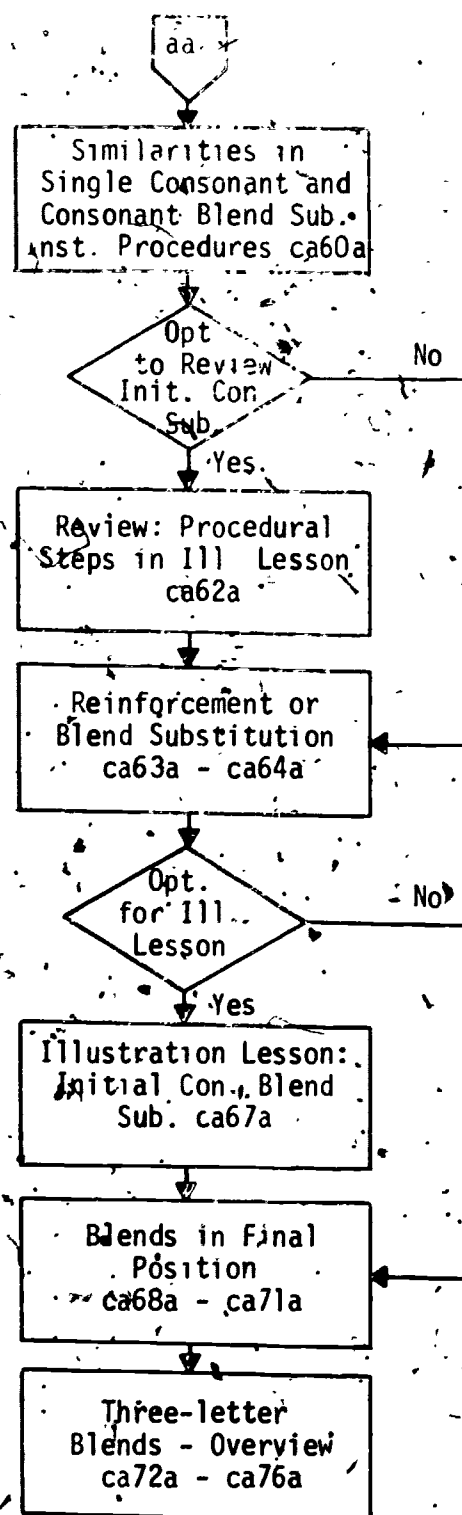 aa
Similarities in
Single Consonant and
Consonant Blend Sub.
Inst. Procedures ca60a
Opt
to Review
Init. Con
Sub.
No
Yes.
Review: Procedural
Steps in Ill Lesson
ca62a
Reinforcement or
Blend Substitution
ca63a - ca64a
Opt.
for Ill.
Lesson
No
Yes
Illustration Lesson:
Initial Con. Blend
Sub. ca67a
Blends in Final
Position
ca68a - ca71a
Three-letter
Blends - Overview
ca72a - ca76a